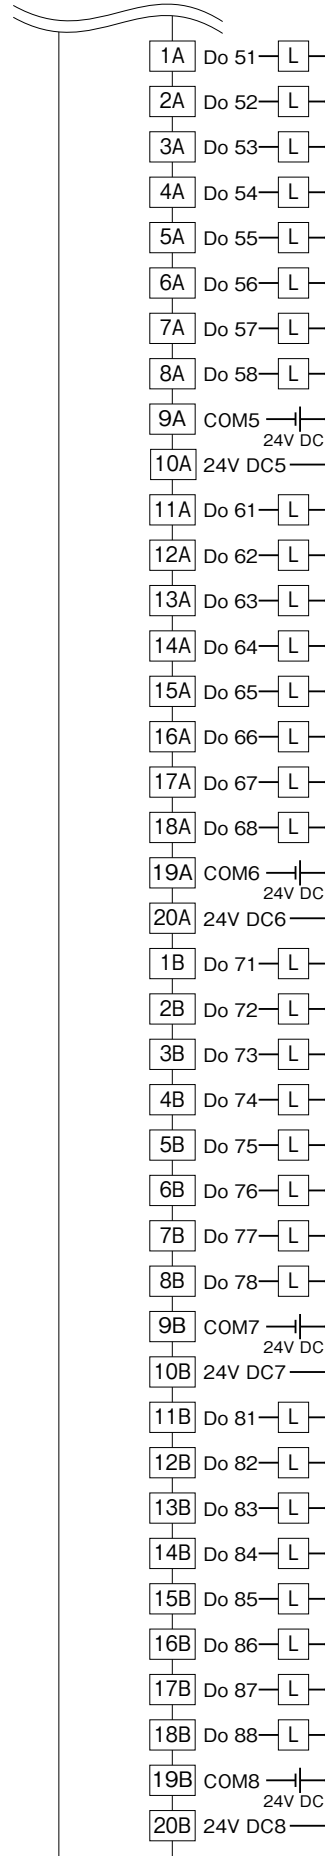 1A Do 51 L
2A Do 52 L
3A Do 53 L
4A Do 54 L
5A Do 55 L
6A Do 56 L
7A Do 57 L
8A Do 58 L
9A COM5
24V DC
10A 24V DC5
11A Do 61 L
12A Do 62 L
13A Do 63 L
14A Do 64 L
15A Do 65 L
16A Do 66 L
17A Do 67 L
18A Do 68 L
19A COM6
24V DC
20A 24V DC6
1B Do 71 L
2B Do 72 L
3B Do 73 L
4B Do 74 L
5B Do 75 L
6B Do 76 L
7B Do 77 L
8B Do 78 L
9B COM7
24V DC
10B 24V DC7
11B Do 81 L
12B Do 82 L
13B Do 83 L
14B Do 84 L
15B Do 85 L
16B Do 86 L
17B Do 87 L
18B Do 88 L
19B COM8
24V DC
20B 24V DC8